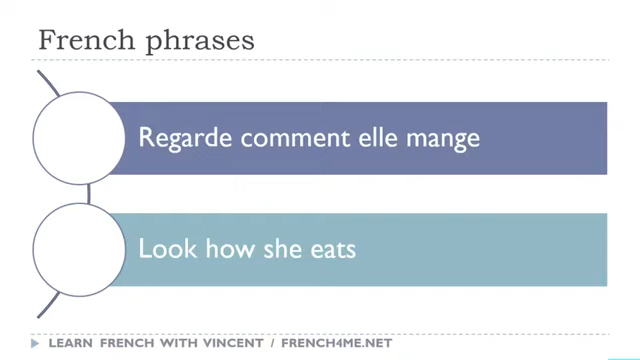 French phrases
Regarde comment elle mange
Look how she eats
LEARN FRENCH WITH VINCENT / FRENCH4ME.NET